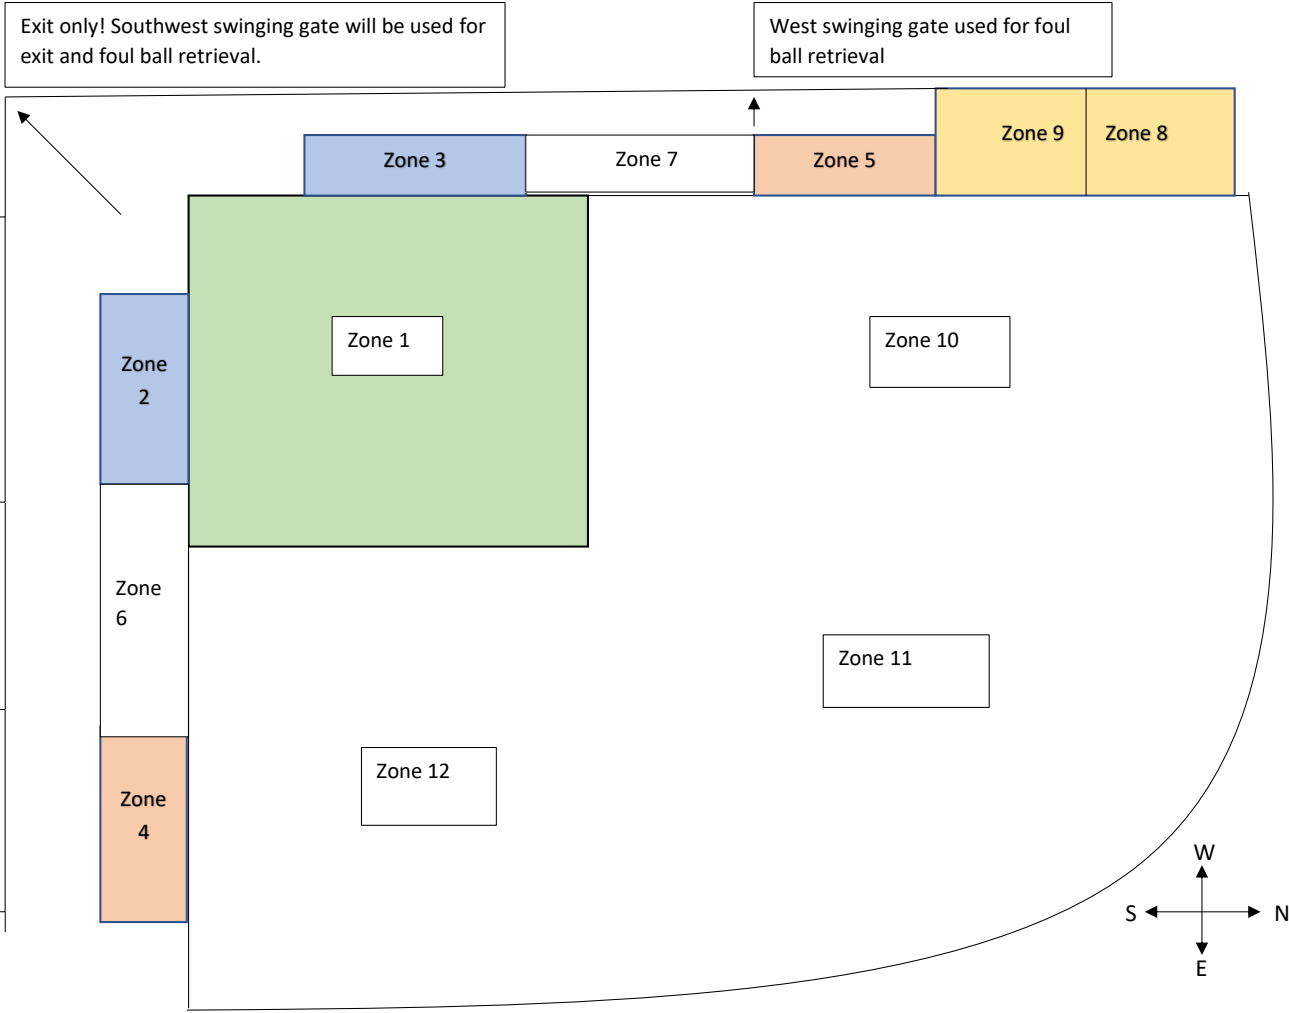 Exit only! Southwest swinging gate will be used for
exit and foul ball retrieval.
West swinging gate used for foul
ball retrieval
Zone 9
Zone 8
Zone 3
Zone 7
Zone 5
Zone 1
Zone 10
Zone
2
Zone
6
Zone 11
Zone 12
Zone
4
W
S
N
E